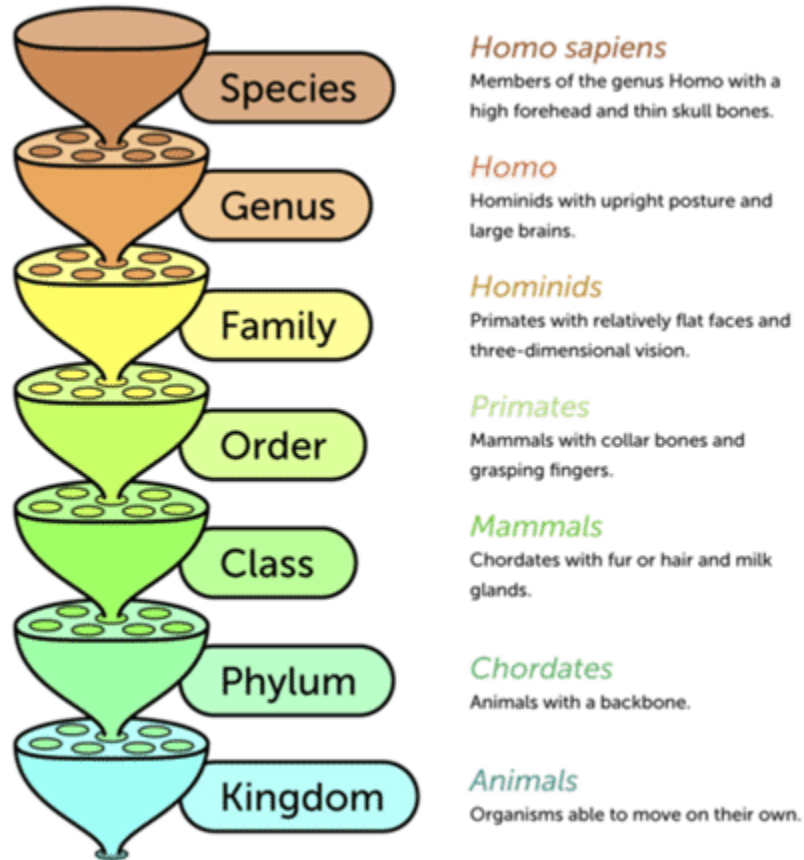 Species
Homo sapiens
Members of the genus Homo with a
high forehead and thin skull bones.
Genus
Homo
Hominids with upright posture and
large brains.
Family
Hominids
Primates with relatively flat faces and
three-dimensional vision.
Order
Primates
Mammals with collar bones and
grasping fingers.
Class
Mammals
Chordates with fur or hair and milk
glands.
Phylum
Chordates
Animals with a backbone.
Kingdom
Animals
Organisms able to move on their own.